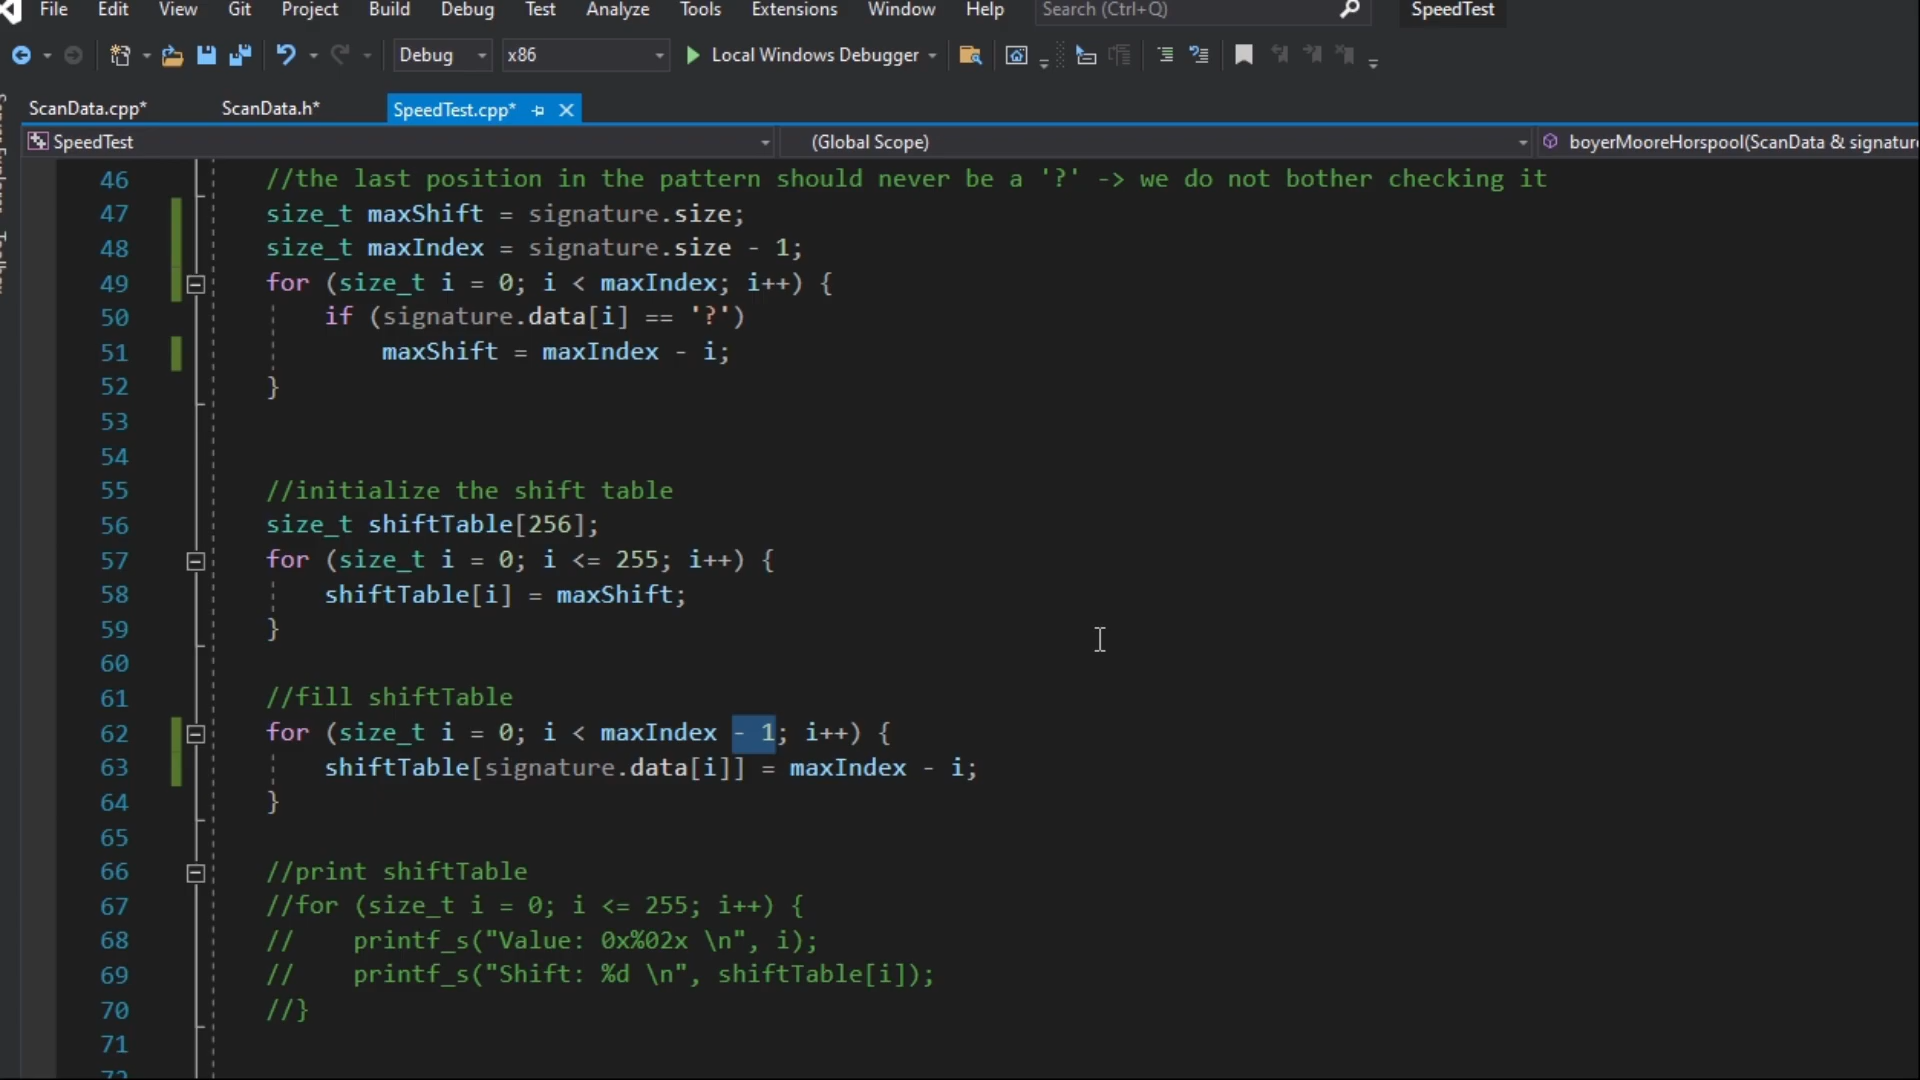 File Edit View Git Project Build Debug Test Analyze Tools Extensions Window Help Search (Ctrl+Q) SpeedTest
Debug x86 Local Windows Debugger
ScanData.cpp* ScanData.h* SpeedTest.cpp*
SpeedTest (Global Scope) boyerMooreHorspool(ScanData & signature
46 //the last position in the pattern should never be a '?' -> we do not bother checking it
47 size_t maxShift = signature.size;
48 size_t maxIndex = signature.size - 1;
49 for (size_t i = 0; i < maxIndex; i++) {
50 if (signature.data[i] == '?')
51 maxShift = maxIndex - i;
52 }
53
54
55 //initialize the shift table
56 size_t shiftTable[256];
57 for (size_t i = 0; i <= 255; i++) {
58 shiftTable[i] = maxShift;
59 }
60
61 //fill shiftTable
62 for (size_t i = 0; i < maxIndex - 1; i++) {
63 shiftTable[signature.data[i]] = maxIndex - i;
64 }
65
66 //print shiftTable
67 //for (size_t i = 0; i <= 255; i++) {
68 // printf_s("Value: 0x%02x \n", i);
69 // printf_s("Shift: %d \n", shiftTable[i]);
70 //}
71